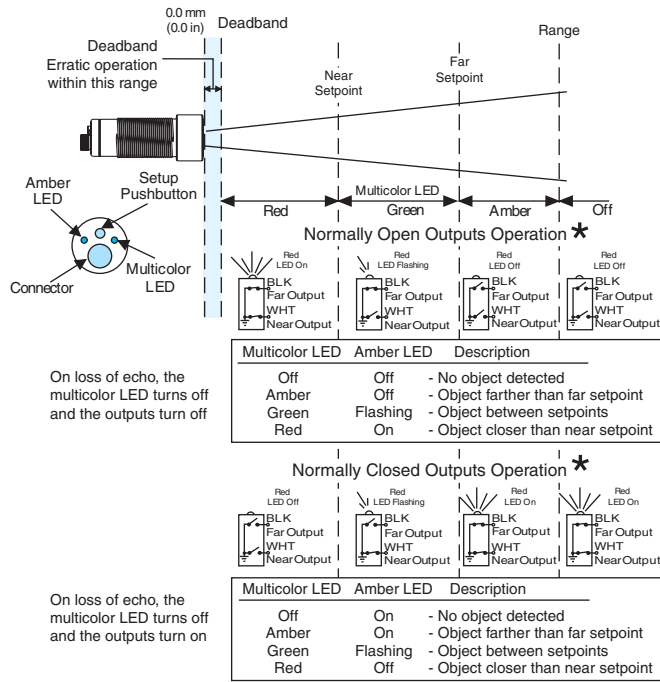 0.0 mm
(0.0 in)
Deadband
Deadband
Erratic operation
within this range
Near
Setpoint
Far
Setpoint
Range
Amber
LED
Setup
Pushbutton
Connector
Multicolor
LED
Multicolor LED
Red
Green
Amber
Off
Normally Open Outputs Operation *
Red
LED On
BLK
Far Output
WHT
Near Output
Red
LED Flashing
BLK
Far Output
WHT
Near Output
Red
LED Off
BLK
Far Output
WHT
Near Output
Red
LED Off
BLK
Far Output
WHT
Near Output
On loss of echo, the
multicolor LED turns off
and the outputs turn off
Multicolor LED Amber LED Description
Off Off - No object detected
Amber Off - Object farther than far setpoint
Green Flashing - Object between setpoints
Red On - Object closer than near setpoint
Normally Closed Outputs Operation *
Red
LED Off
BLK
Far Output
WHT
Near Output
Red
LED Flashing
BLK
Far Output
WHT
Near Output
Red
LED On
BLK
Far Output
WHT
Near Output
Red
LED On
BLK
Far Output
WHT
Near Output
On loss of echo, the
multicolor LED turns off
and the outputs turn on
Multicolor LED Amber LED Description
Off On - No object detected
Amber On - Object farther than far setpoint
Green Flashing - Object between setpoints
Red Off - Object closer than near setpoint